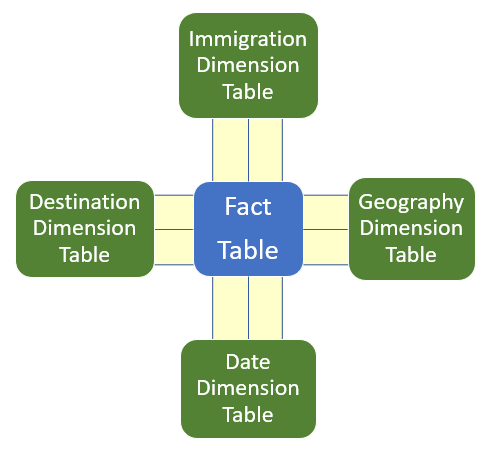 Immigration
Dimension
Table
Destination
Dimension
Table
Fact
Table
Geography
Dimension
Table
Date
Dimension
Table